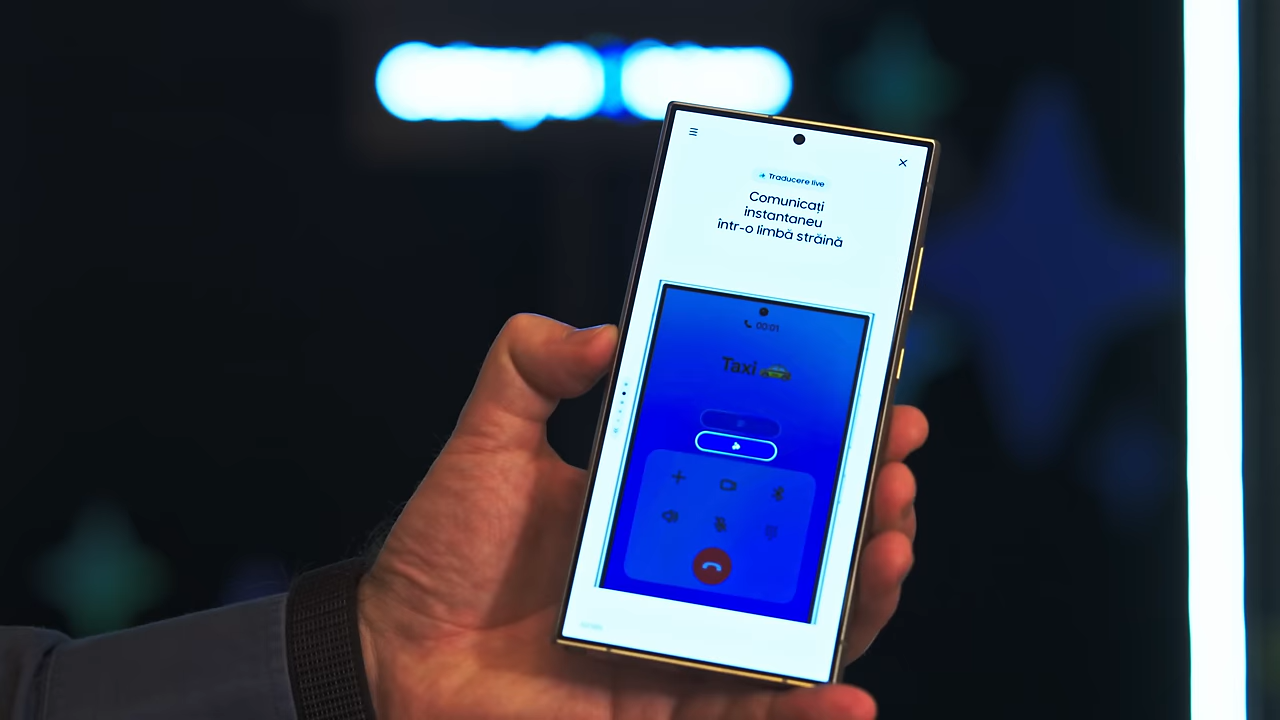 Traducere live
Comunicați
instantaneu
într-o limbă străină
00:01
Taxi